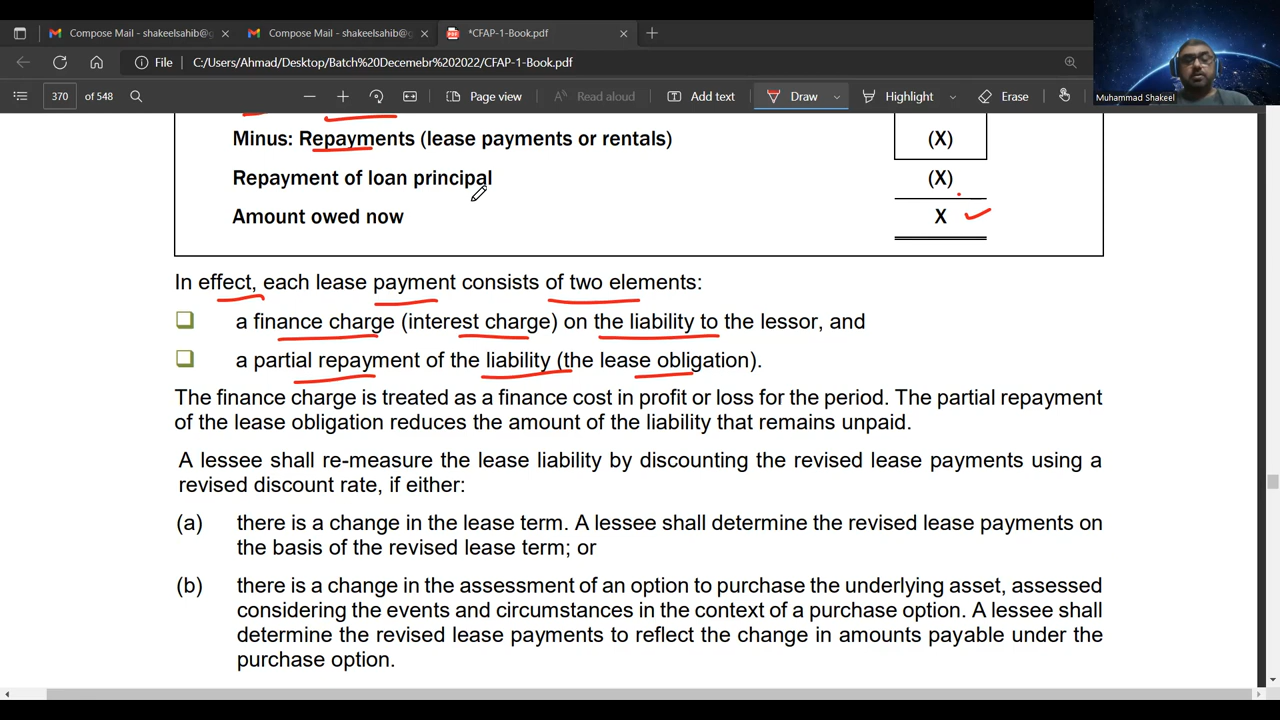 Compose Mail - shakeelsahib@g
Compose Mail - shakeelsahib@g
*CFAP-1-Book.pdf
File
C:/Users/Ahmad/Desktop/Batch%20Decemebr%202022/CFAP-1-Book.pdf
370 of 548
Page view
Read aloud
Add text
Draw
Highlight
Erase
Muhammad Shakeel
Minus: Repayments (lease payments or rentals) (X)
Repayment of loan principal (X)
Amount owed now X
In effect, each lease payment consists of two elements:
a finance charge (interest charge) on the liability to the lessor, and
a partial repayment of the liability (the lease obligation).
The finance charge is treated as a finance cost in profit or loss for the period. The partial repayment
of the lease obligation reduces the amount of the liability that remains unpaid.
A lessee shall re-measure the lease liability by discounting the revised lease payments using a
revised discount rate, if either:
(a) there is a change in the lease term. A lessee shall determine the revised lease payments on
the basis of the revised lease term; or
(b) there is a change in the assessment of an option to purchase the underlying asset, assessed
considering the events and circumstances in the context of a purchase option. A lessee shall
determine the revised lease payments to reflect the change in amounts payable under the
purchase option.